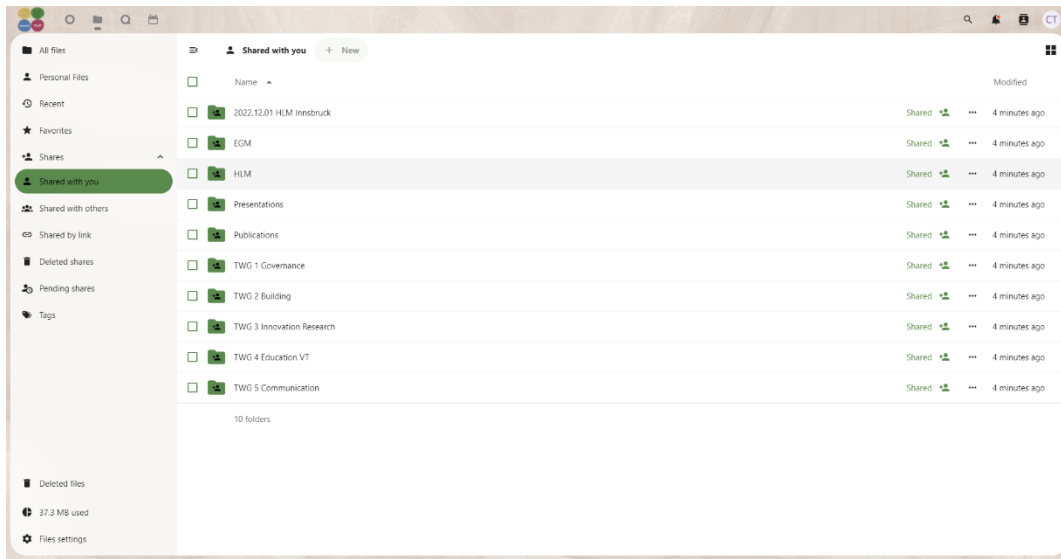 CT
All files
Personal Files
Recent
Favorites
Shares
Shared with you
Shared with others
Shared by link
Deleted shares
Pending shares
Tags
Deleted files
37.3 MB used
Files settings
Shared with you + New
Name Modified
2022.12.01 HLM Innsbruck Shared ••• 4 minutes ago
EGM Shared ••• 4 minutes ago
HLM Shared ••• 4 minutes ago
Presentations Shared ••• 4 minutes ago
Publications Shared ••• 4 minutes ago
TWG 1 Governance Shared ••• 4 minutes ago
TWG 2 Building Shared ••• 4 minutes ago
TWG 3 Innovation Research Shared ••• 4 minutes ago
TWG 4 Education VT Shared ••• 4 minutes ago
TWG 5 Communication Shared ••• 4 minutes ago
10 folders